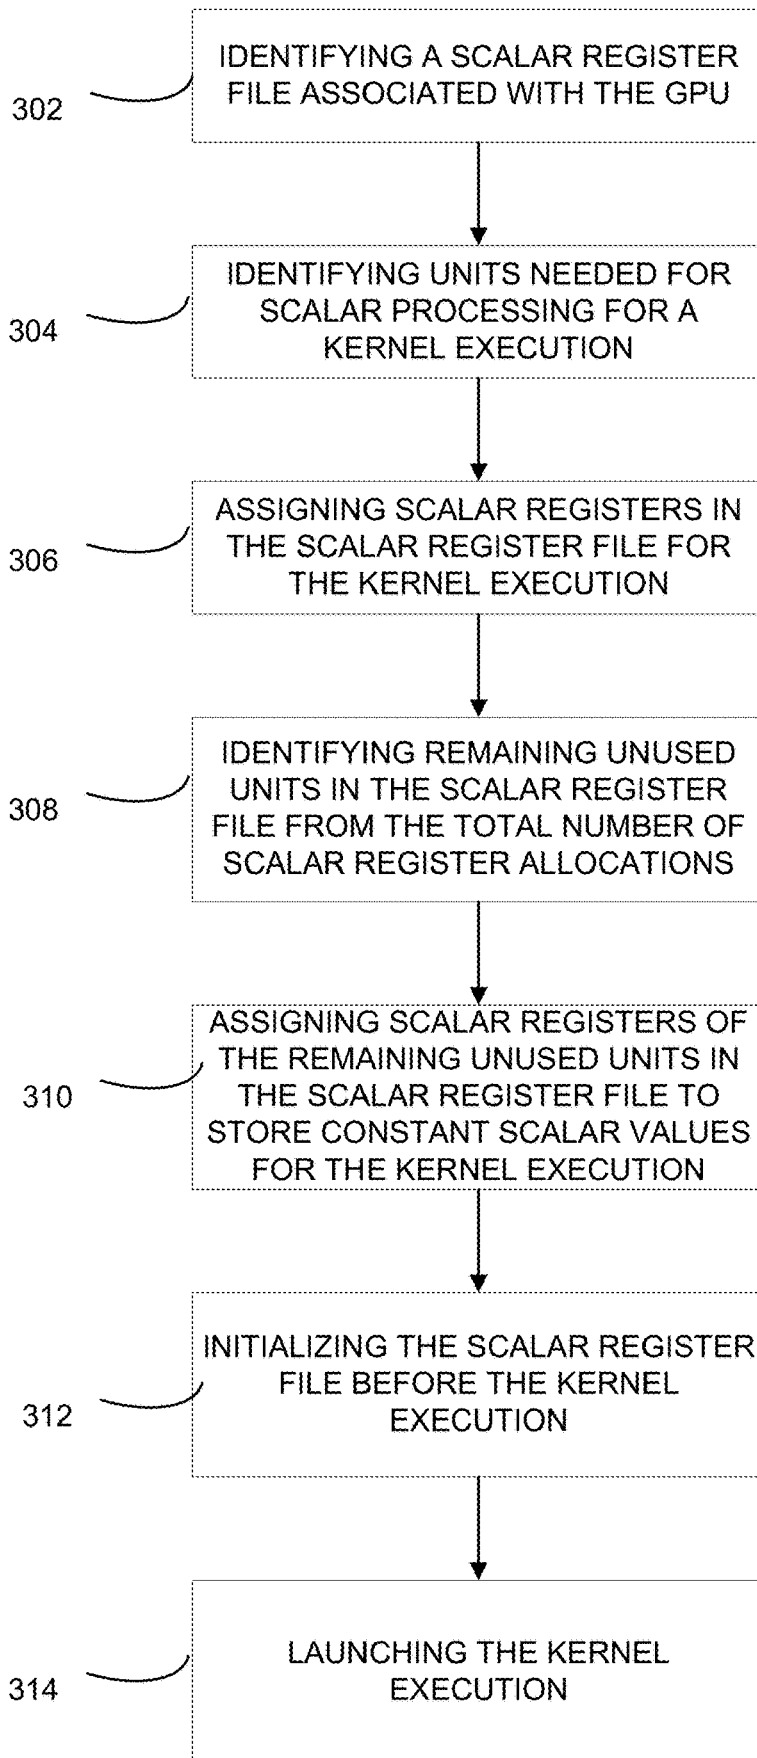 IDENTIFYING A SCALAR REGISTER
FILE ASSOCIATED WITH THE GPU
302
IDENTIFYING UNITS NEEDED FOR
SCALAR PROCESSING FOR A
KERNEL EXECUTION
304
ASSIGNING SCALAR REGISTERS IN
THE SCALAR REGISTER FILE FOR
THE KERNEL EXECUTION
306
IDENTIFYING REMAINING UNUSED
UNITS IN THE SCALAR REGISTER
FILE FROM THE TOTAL NUMBER OF
SCALAR REGISTER ALLOCATIONS
308
ASSIGNING SCALAR REGISTERS OF
THE REMAINING UNUSED UNITS IN
THE SCALAR REGISTER FILE TO
STORE CONSTANT SCALAR VALUES
FOR THE KERNEL EXECUTION
310
INITIALIZING THE SCALAR REGISTER
FILE BEFORE THE KERNEL
EXECUTION
312
LAUNCHING THE KERNEL
EXECUTION
314